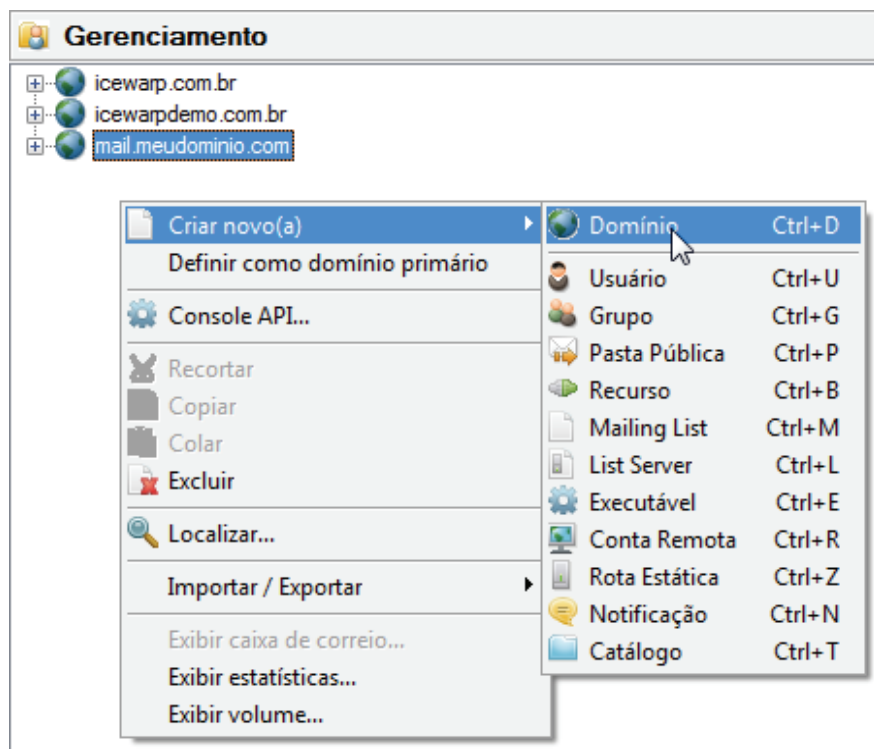 Gerenciamento
icewarp.com.br
icewarpdemo.com.br
mail.meudominio.com
Criar novo(a)
Definir como domínio primário
Console API...
Recortar
Copiar
Colar
Excluir
Localizar...
Importar / Exportar
Exibir caixa de correio...
Exibir estatísticas...
Exibir volume...
Domínio Ctrl+D
Usuário Ctrl+U
Grupo Ctrl+G
Pasta Pública Ctrl+P
Recurso Ctrl+B
Mailing List Ctrl+M
List Server Ctrl+L
Executável Ctrl+E
Conta Remota Ctrl+R
Rota Estática Ctrl+Z
Notificação Ctrl+N
Catálogo Ctrl+T